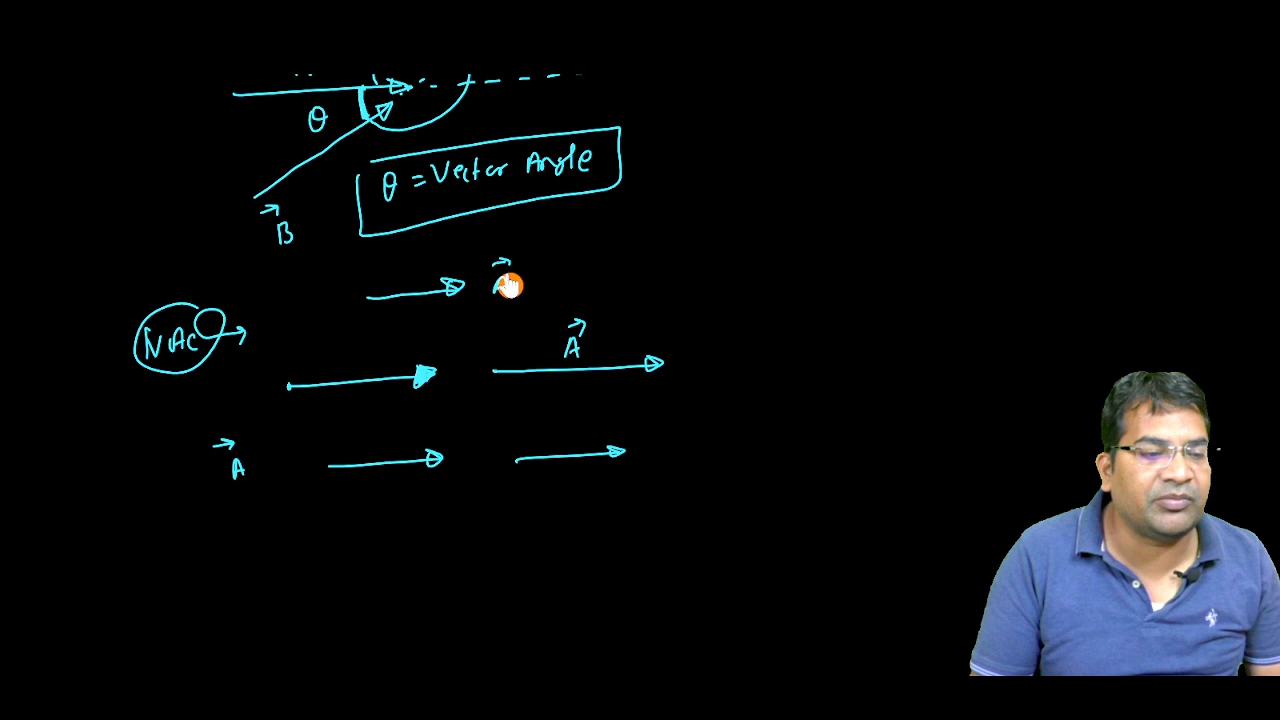 θ
θ = Vector Angle
B
NAC
A
A